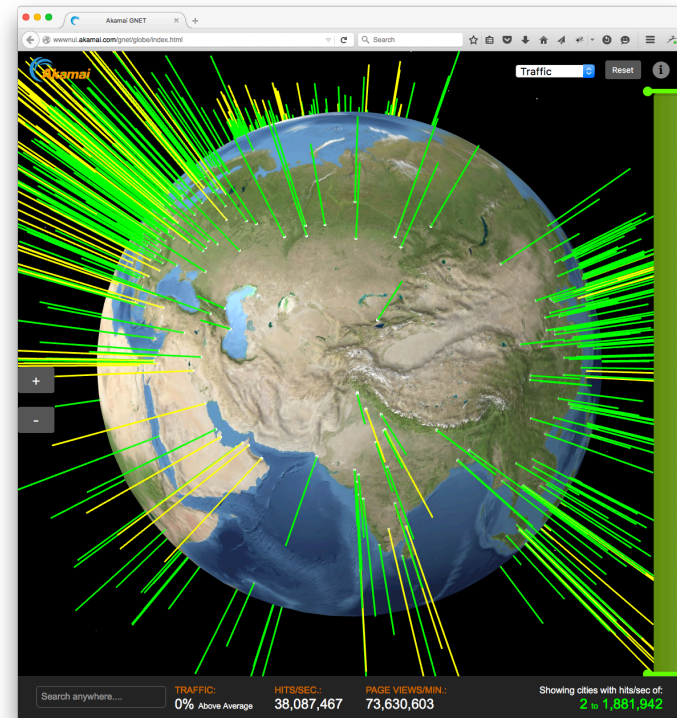 Akamai GNET
wwwnui.akamai.com/gnet/globe/index.html
Search
Akamai
Traffic
Reset
i
+
-
Search anywhere....
TRAFFIC:
0% Above Average
HITS/SEC.:
38,087,467
PAGE VIEWS/MIN.:
73,630,603
Showing cities with hits/sec of:
2 to 1,881,942